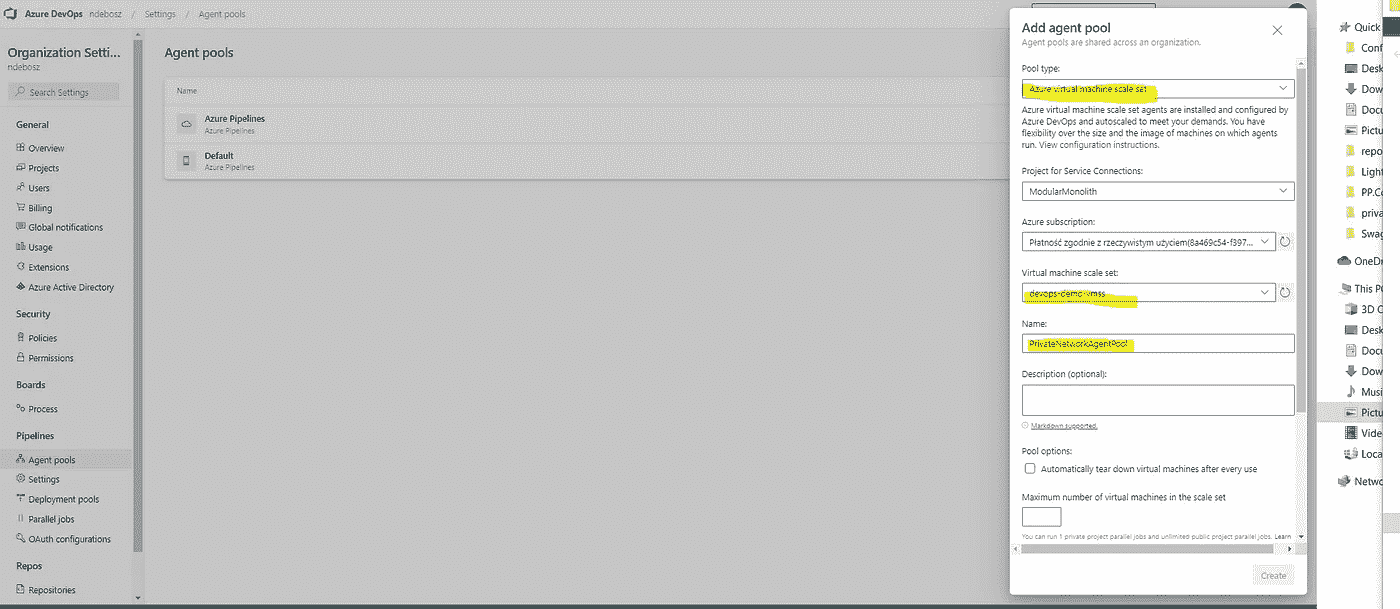 Azure DevOps ndebosz / Settings / Agent pools
Organization Setti...
ndebosz
Search Settings
General
Overview
Projects
Users
Billing
Global notifications
Usage
Extensions
Azure Active Directory
Security
Policies
Permissions
Boards
Process
Pipelines
Agent pools
Settings
Deployment pools
Parallel jobs
OAuth configurations
Repos
Repositories
Agent pools
Name
Azure Pipelines
Azure Pipelines
Default
Azure Pipelines
Add agent pool
Agent pools are shared across an organization.
Pool type:
Azure virtual machine scale set
Azure virtual machine scale set agents are installed and configured by
Azure DevOps and autoscaled to meet your demands. You have
flexibility over the size and the image of machines on which agents
run. View configuration instructions.
Project for Service Connections:
ModularMonolith
Azure subscription:
Płatność zgodnie z rzeczywistym użyciem(8a469c54-f397...
Virtual machine scale set:
devops-demo-vmss
Name:
PrivateNetworkAgentPool
Description (optional):
Markdown supported.
Pool options:
Automatically tear down virtual machines after every use
Maximum number of virtual machines in the scale set
You can run 1 private project parallel jobs and unlimited public project parallel jobs. Learn
Create
Quick
Conf
Desk
Dow
Docu
Pictu
repo
Light
PP.Co
priva
Swag
OneDr
This PC
3D O
Desk
Docu
Dow
Musi
Pictu
Vide
Loca
Netwo